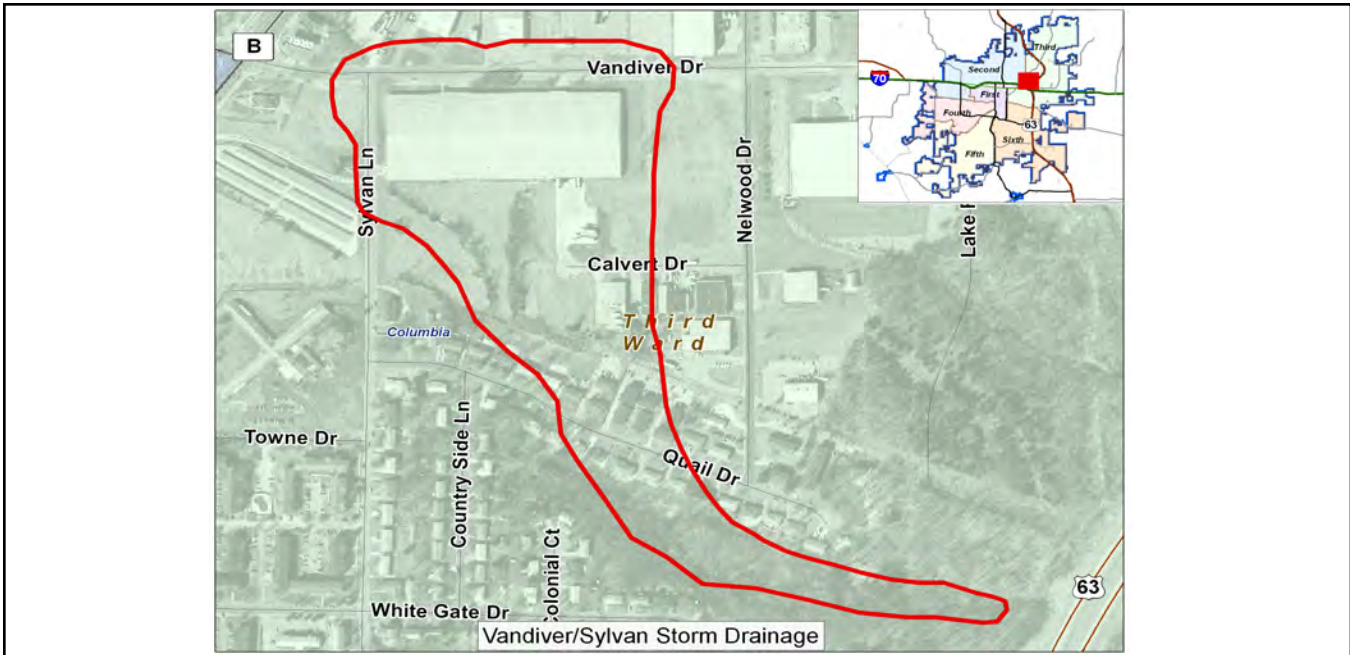 B
Vandiver Dr
Sylvan Ln
Nelwood Dr
Calvert Dr
Third
Ward
Columbia
Towne Dr
Country Side Ln
Quail Dr
Colonial Ct
White Gate Dr
63
Vandiver/Sylvan Storm Drainage
70
Second
Third
First
Fourth
63
Sixth
Fifth